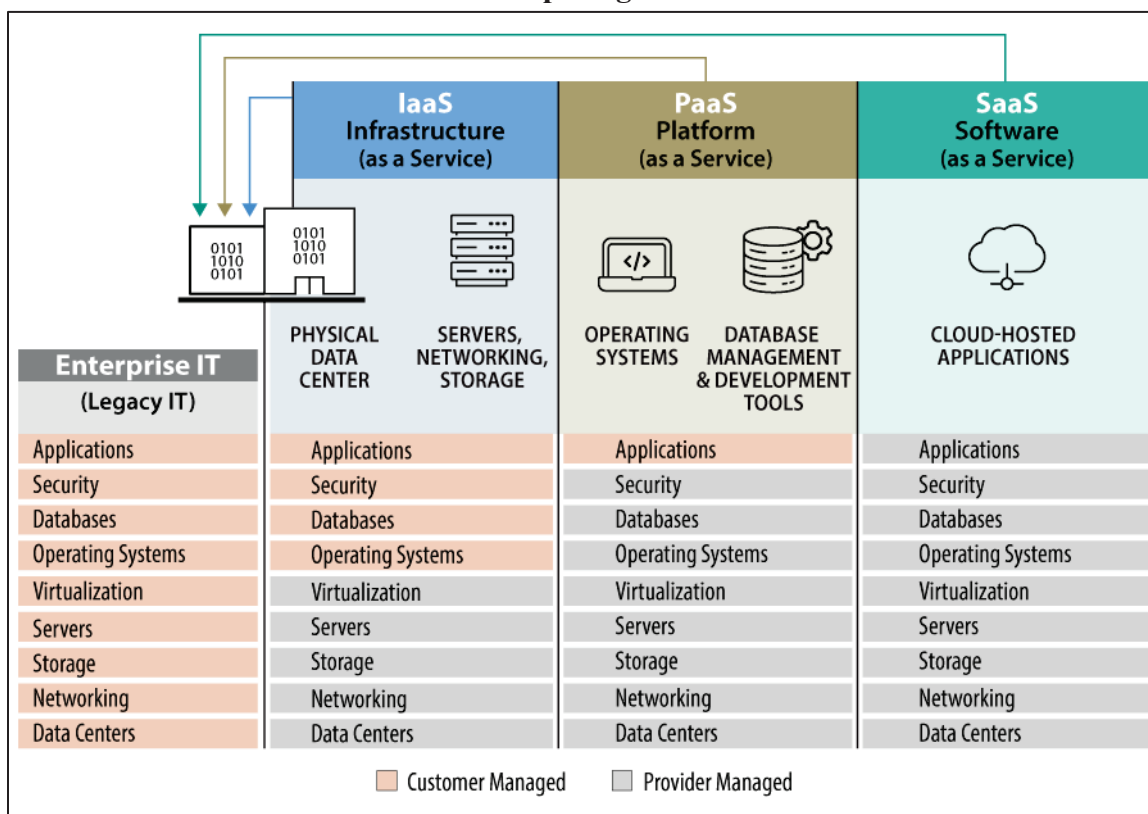 IaaS
Infrastructure
(as a Service)
PaaS
Platform
(as a Service)
SaaS
Software
(as a Service)
0101
1010
0101
0101
1010
0101
PHYSICAL
DATA
CENTER
SERVERS,
NETWORKING,
STORAGE
OPERATING
SYSTEMS
DATABASE
MANAGEMENT
& DEVELOPMENT
TOOLS
CLOUD-HOSTED
APPLICATIONS
Enterprise IT
(Legacy IT)
Applications
Security
Databases
Operating Systems
Virtualization
Servers
Storage
Networking
Data Centers
Applications
Security
Databases
Operating Systems
Virtualization
Servers
Storage
Networking
Data Centers
Applications
Security
Databases
Operating Systems
Virtualization
Servers
Storage
Networking
Data Centers
Applications
Security
Databases
Operating Systems
Virtualization
Servers
Storage
Networking
Data Centers
Customer Managed
Provider Managed